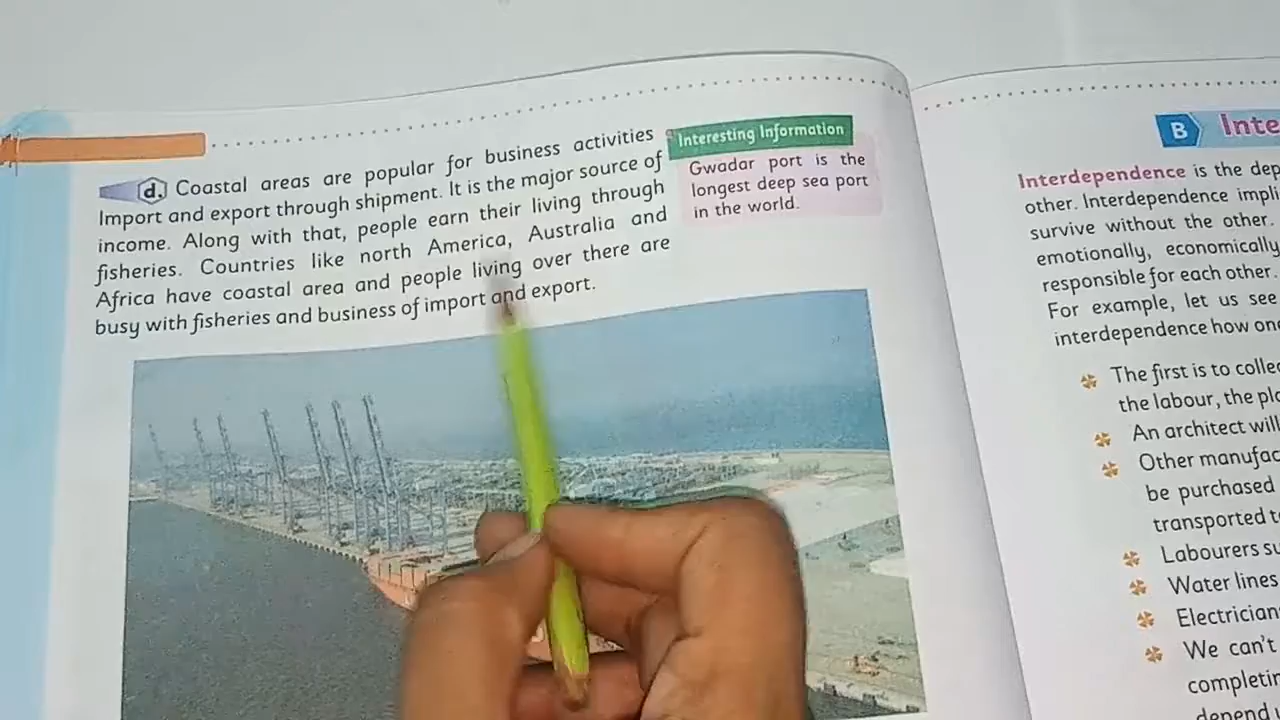 d. Coastal areas are popular for business activities
Import and export through shipment. It is the major source of
income. Along with that, people earn their living through
fisheries. Countries like north America, Australia and
Africa have coastal area and people living over there are
busy with fisheries and business of import and export.
Interesting Information
Gwadar port is the
longest deep sea port
in the world.
B Inte
Interdependence is the dep
other. Interdependence impli
survive without the other.
emotionally, economically
responsible for each other.
For example, let us see
interdependence how on
The first is to colle
the labour, the pl
An architect will
Other manufac
be purchased
transported t
Labourers su
Water lines
Electrician
We can't
completin
depend